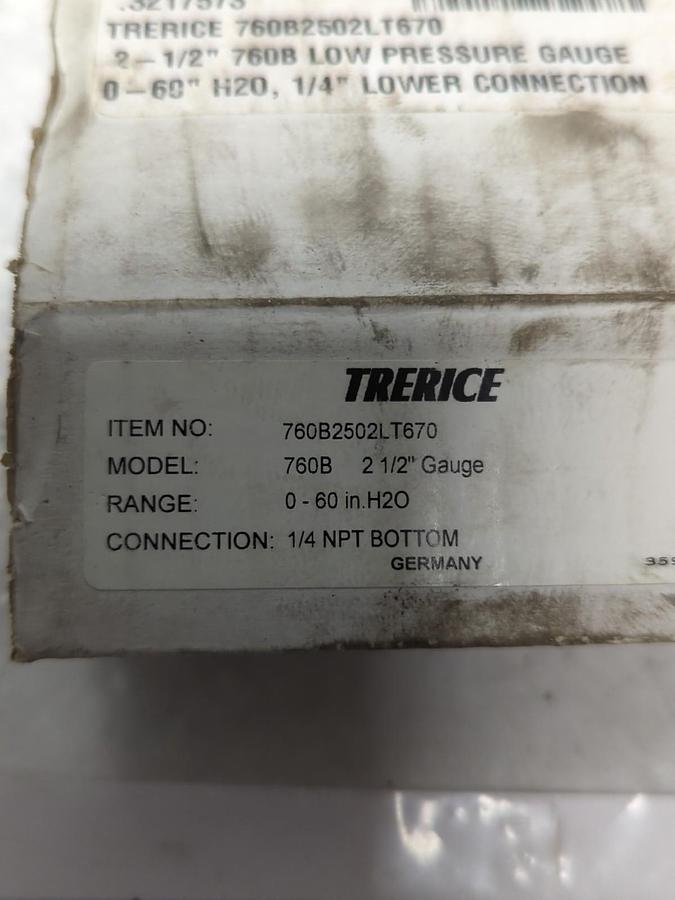 TRERICE 760B2502LT670
2-1/2" 760B LOW PRESSURE GAUGE
0-60" H2O, 1/4" LOWER CONNECTION
TRERICE
ITEM NO: 760B2502LT670
MODEL: 760B 2 1/2" Gauge
RANGE: 0 - 60 in.H2O
CONNECTION: 1/4 NPT BOTTOM
GERMANY